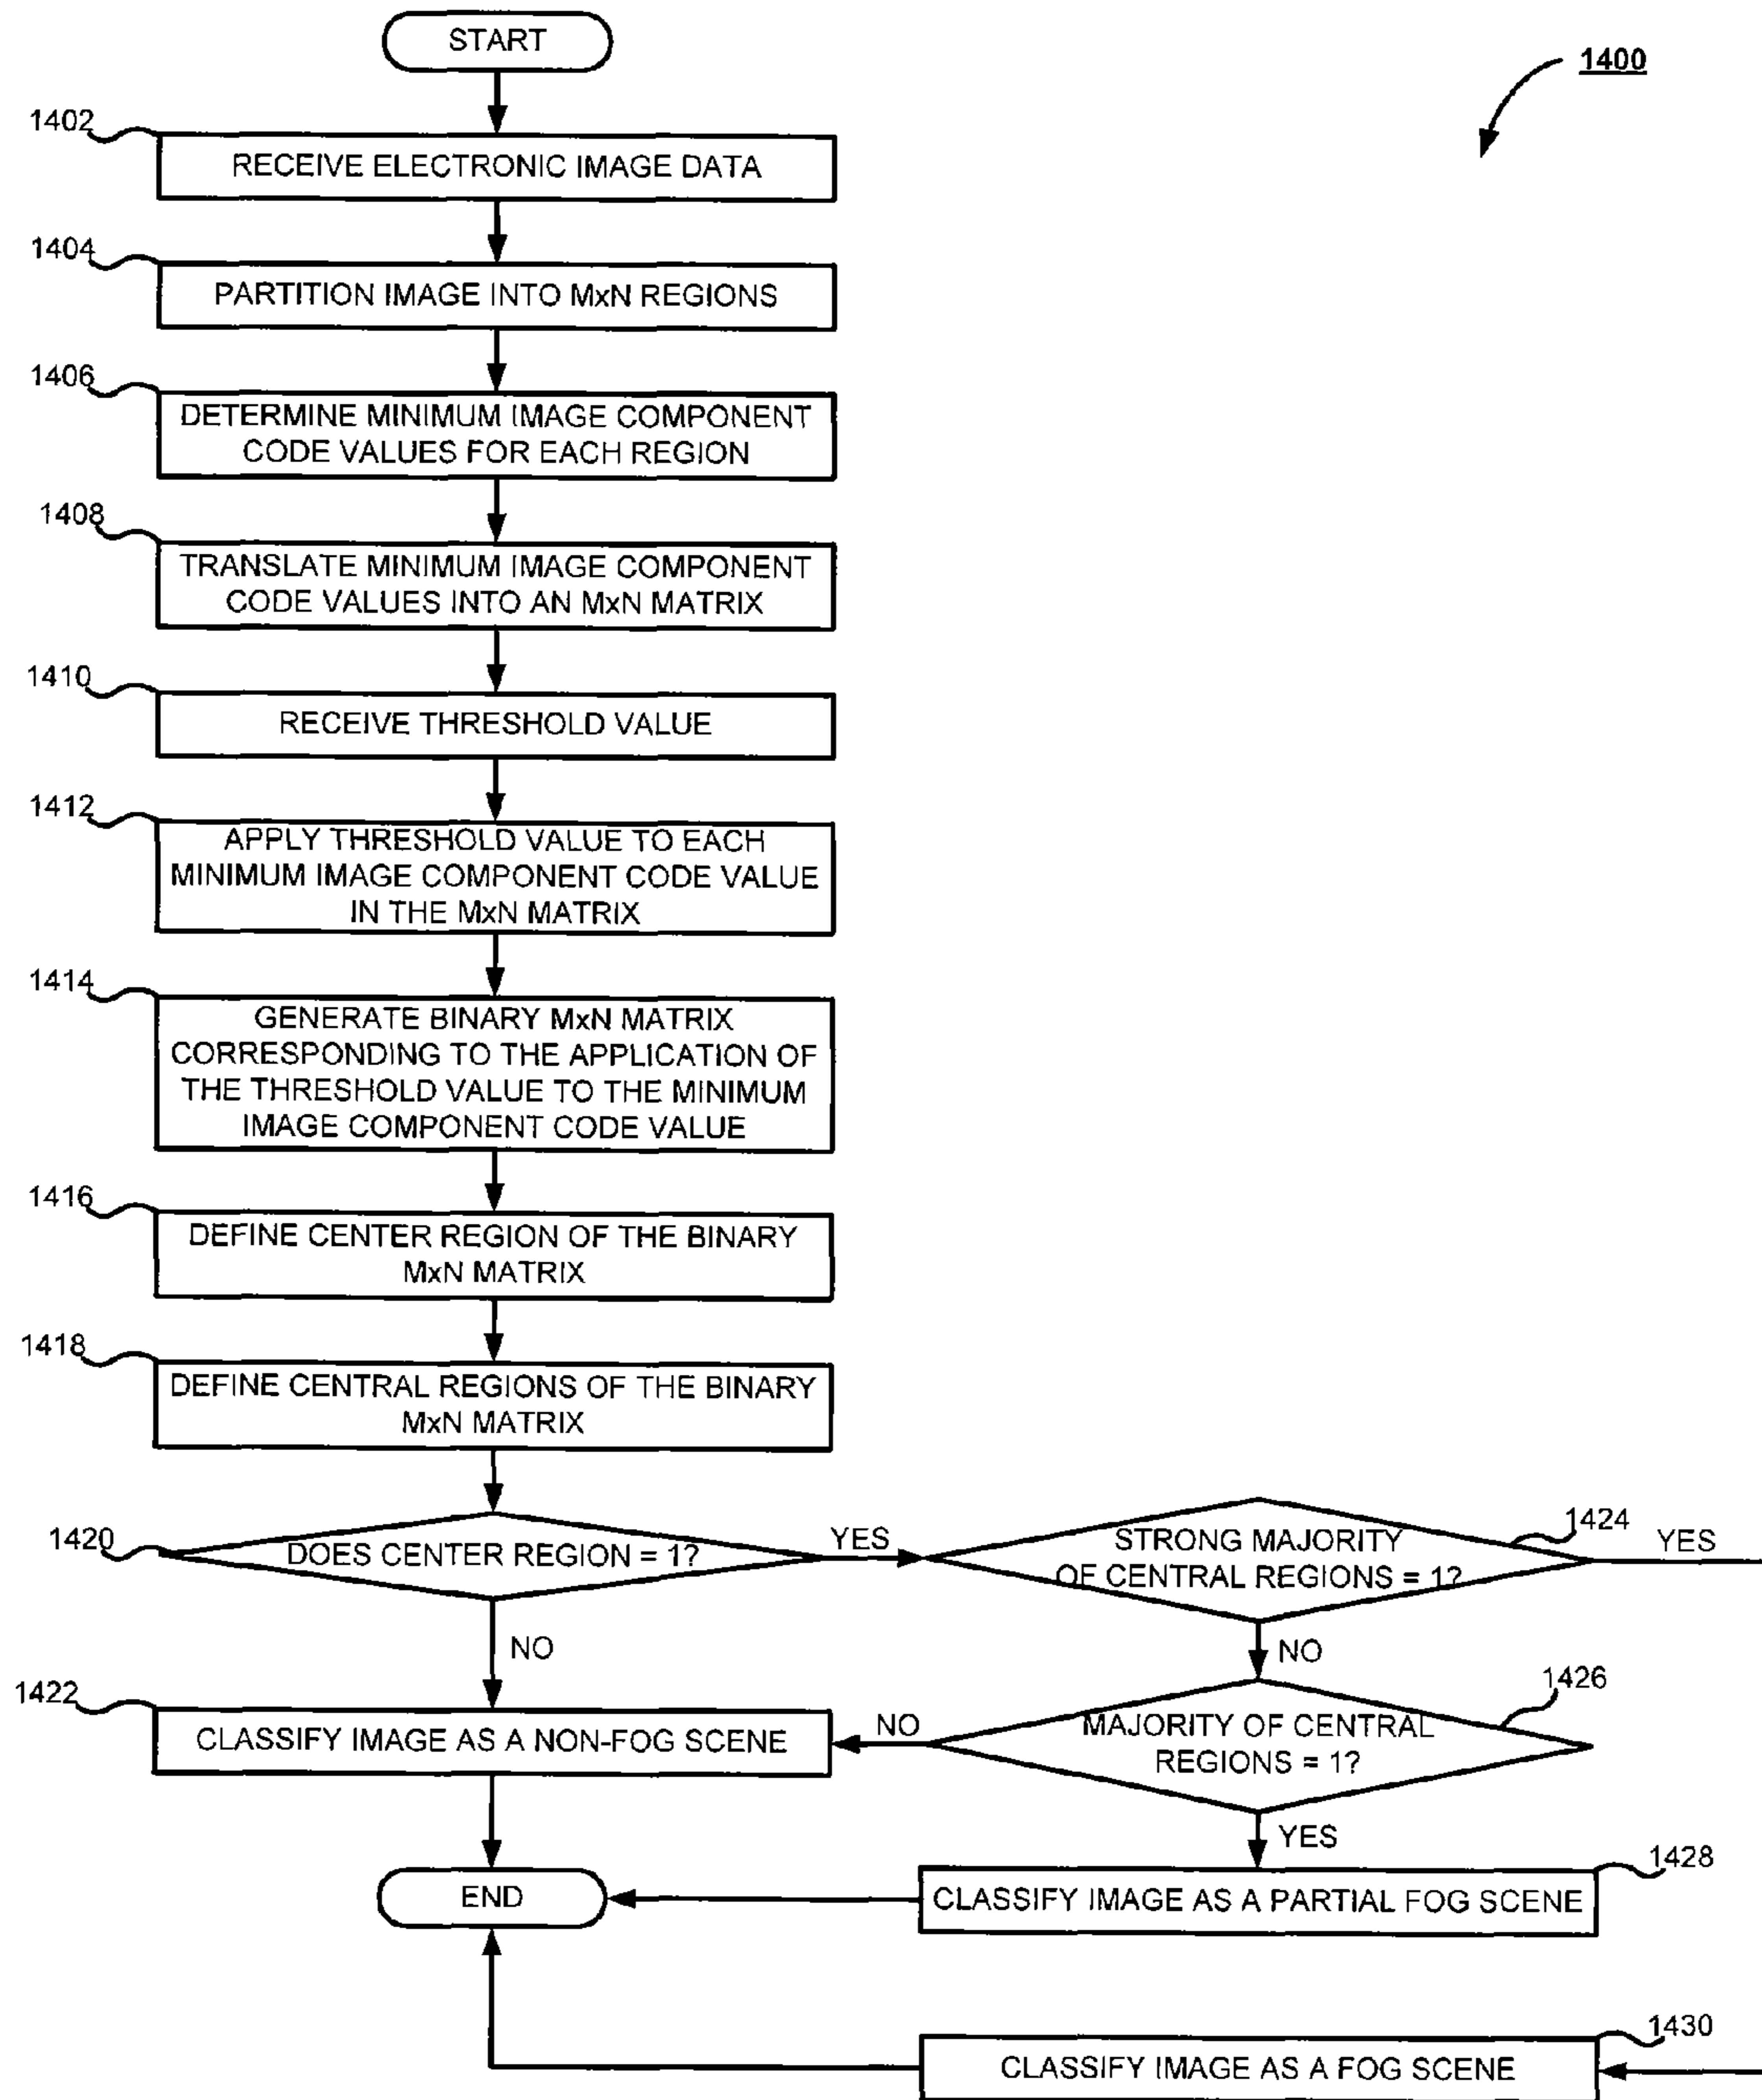 START
1400
1402
RECEIVE ELECTRONIC IMAGE DATA
1404
PARTITION IMAGE INTO MxN REGIONS
1406
DETERMINE MINIMUM IMAGE COMPONENT
CODE VALUES FOR EACH REGION
1408
TRANSLATE MINIMUM IMAGE COMPONENT
CODE VALUES INTO AN MxN MATRIX
1410
RECEIVE THRESHOLD VALUE
1412
APPLY THRESHOLD VALUE TO EACH
MINIMUM IMAGE COMPONENT CODE VALUE
IN THE MxN MATRIX
1414
GENERATE BINARY MxN MATRIX
CORRESPONDING TO THE APPLICATION OF
THE THRESHOLD VALUE TO THE MINIMUM
IMAGE COMPONENT CODE VALUE
1416
DEFINE CENTER REGION OF THE BINARY
MxN MATRIX
1418
DEFINE CENTRAL REGIONS OF THE BINARY
MxN MATRIX
1420
DOES CENTER REGION = 1?
YES
1424
STRONG MAJORITY
OF CENTRAL REGIONS = 1?
YES
NO
NO
1422
CLASSIFY IMAGE AS A NON-FOG SCENE
NO
1426
MAJORITY OF CENTRAL
REGIONS = 1?
YES
END
1428
CLASSIFY IMAGE AS A PARTIAL FOG SCENE
1430
CLASSIFY IMAGE AS A FOG SCENE